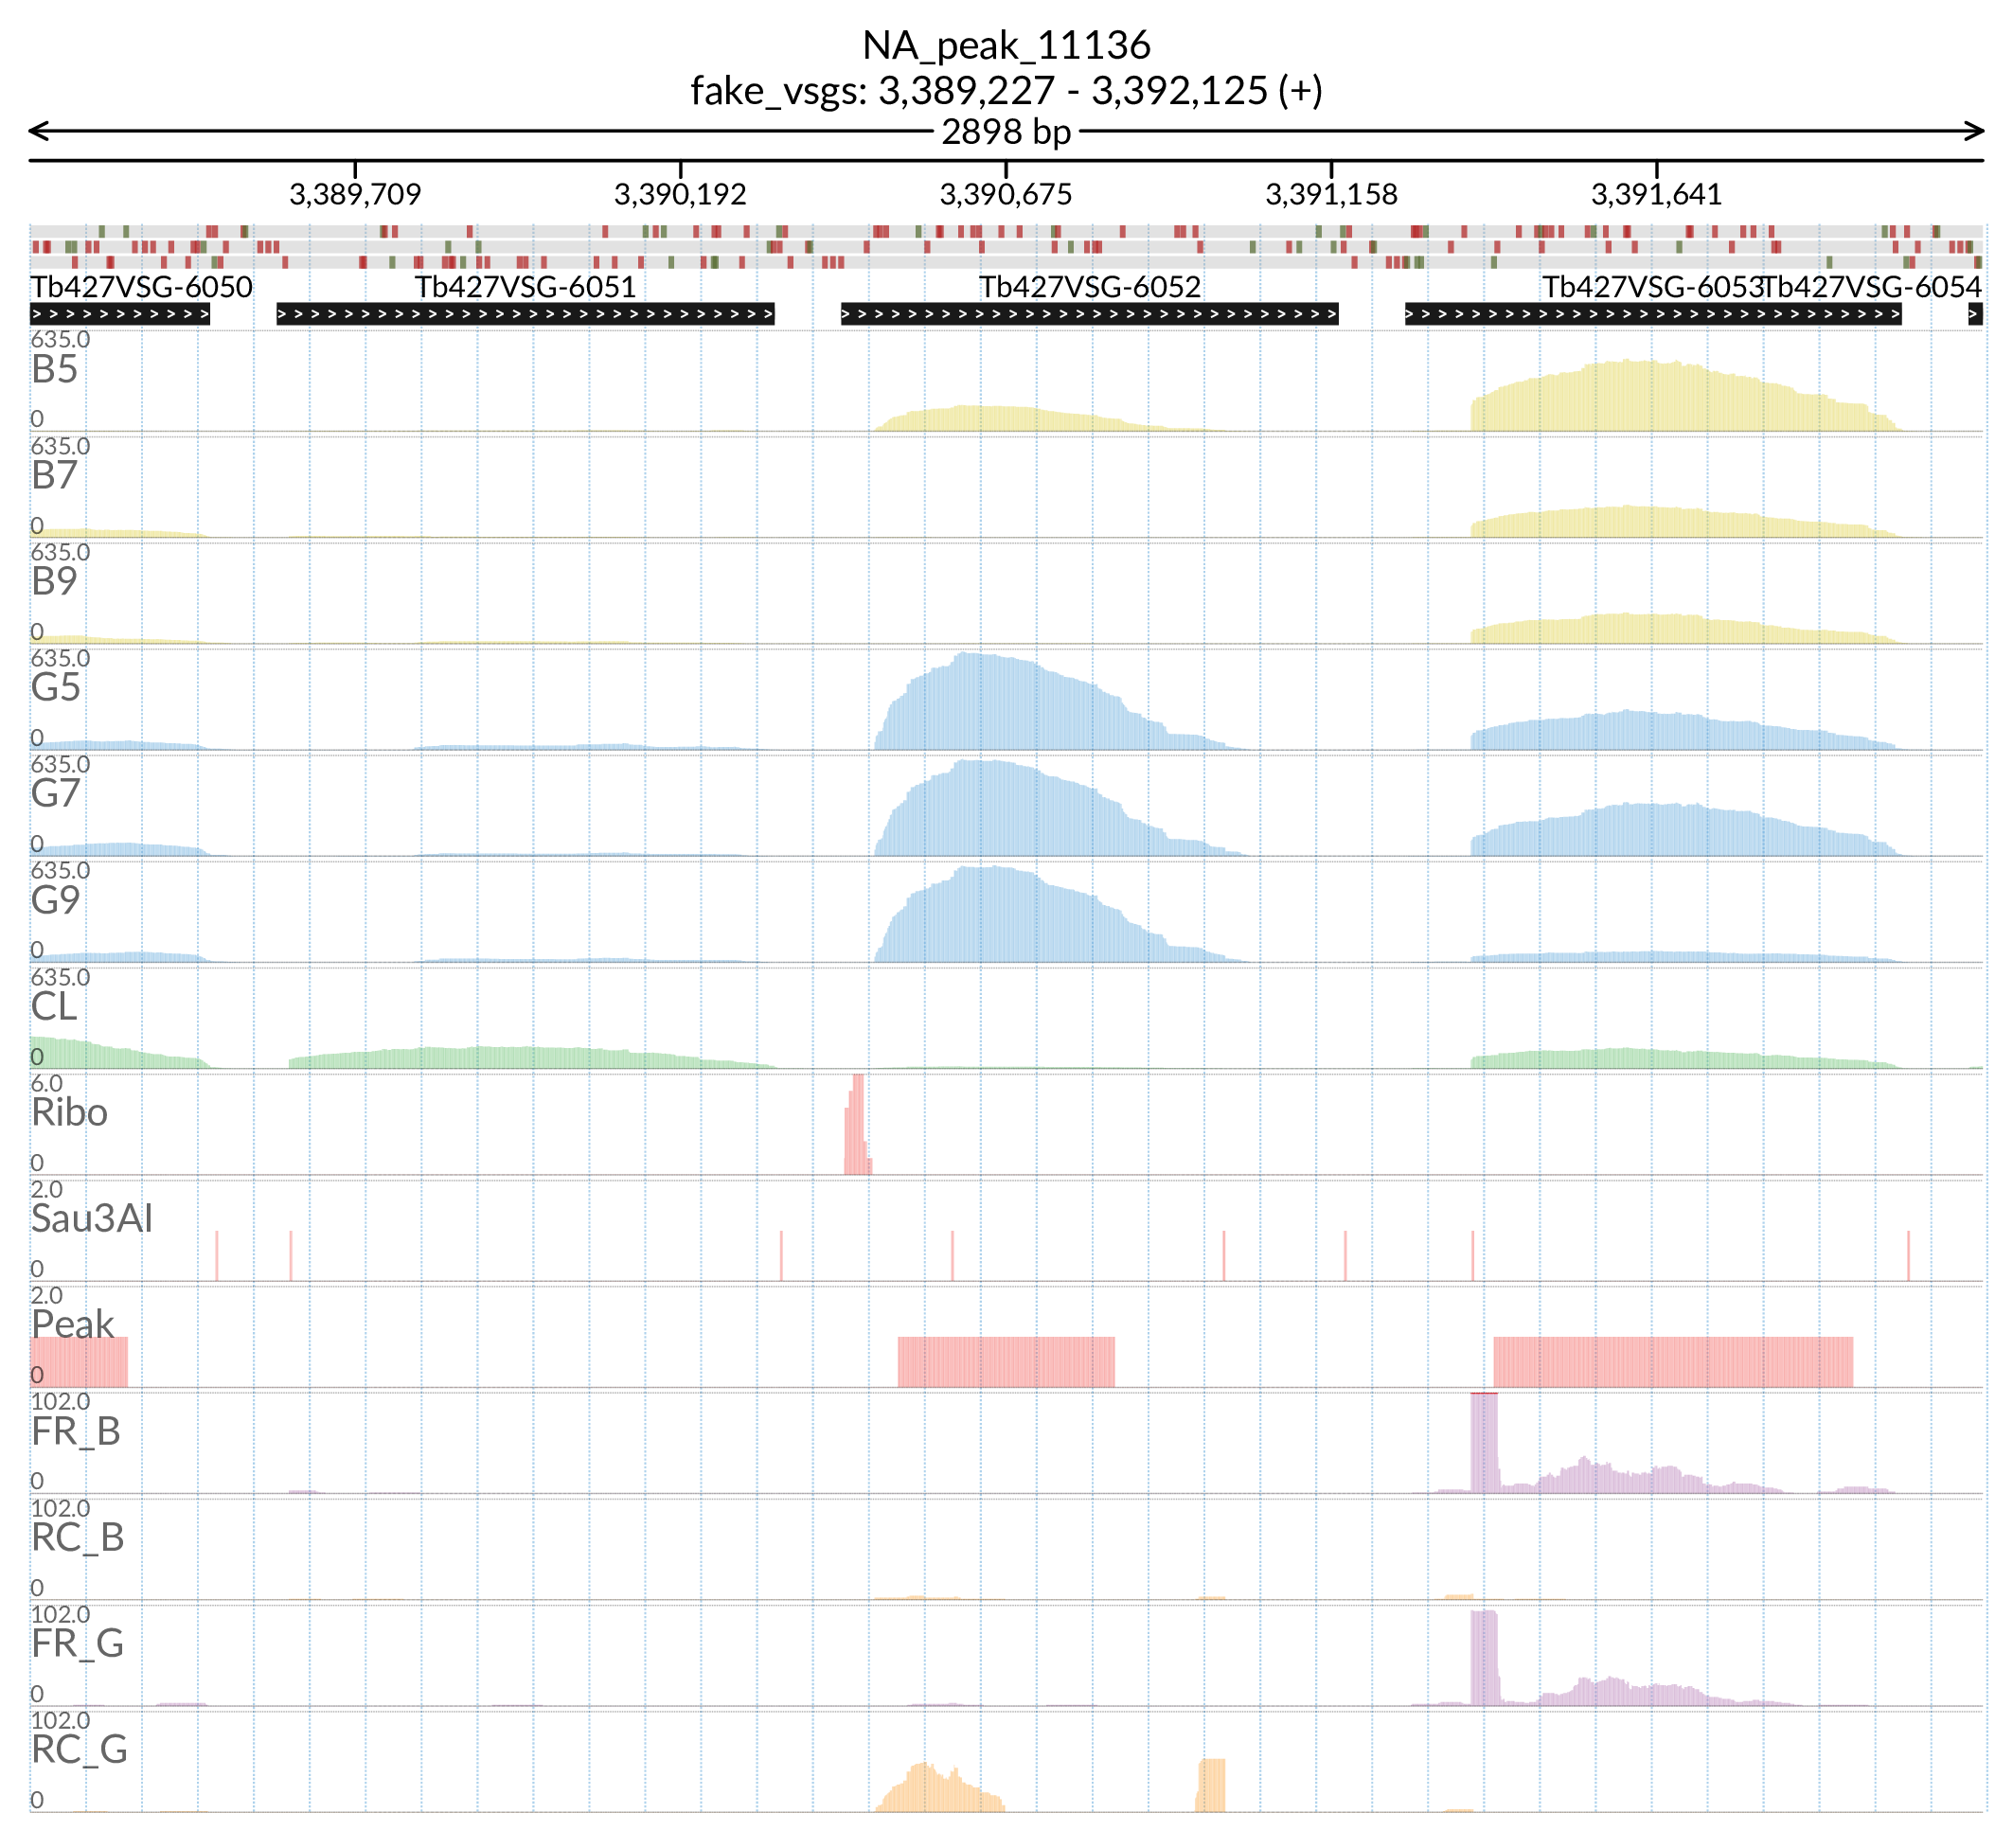 NA_peak_11136
fake_vsgs: 3,389,227 - 3,392,125 (+)
2898 bp
3,389,709 3,390,192 3,390,675 3,391,158 3,391,641
Tb427VSG-6050 Tb427VSG-6051 Tb427VSG-6052 Tb427VSG-6053 Tb427VSG-6054
635.0
B5
0
635.0
B7
0
635.0
B9
0
635.0
G5
0
635.0
G7
0
635.0
G9
0
635.0
CL
0
6.0
Ribo
0
2.0
Sau3AI
0
2.0
Peak
0
102.0
FR_B
0
102.0
RC_B
0
102.0
FR_G
0
102.0
RC_G
0